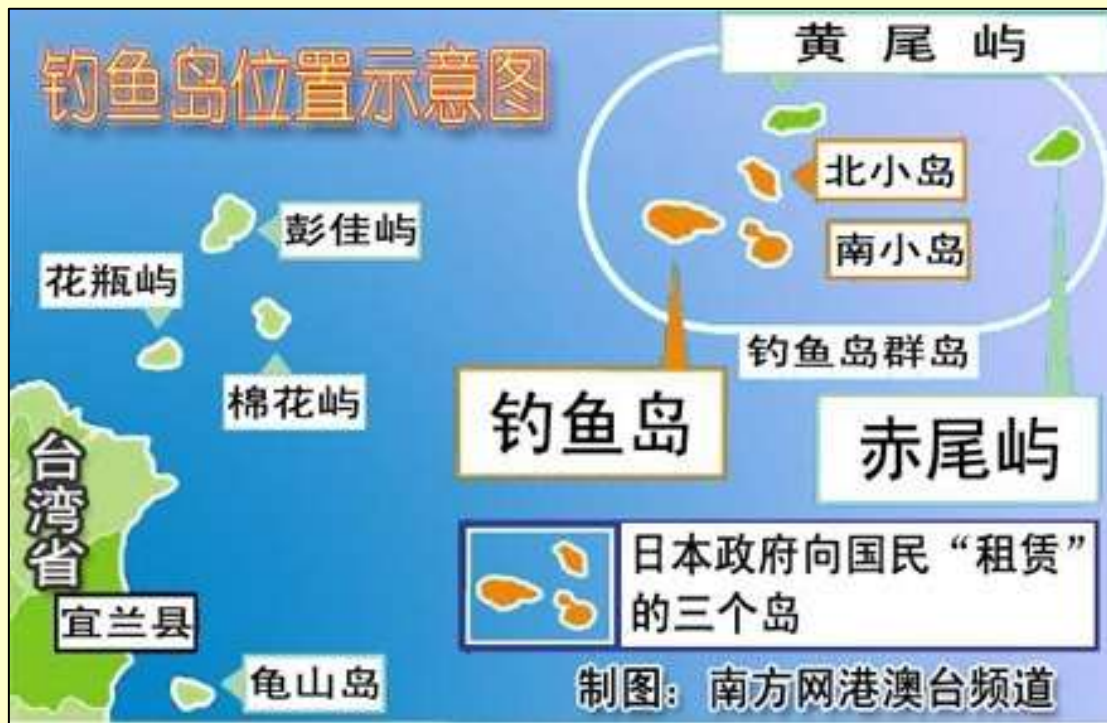 钓鱼岛位置示意图
黄尾屿
北小岛
南小岛
彭佳屿
花瓶屿
棉花屿
钓鱼岛群岛
钓鱼岛
赤尾屿
台湾省
宜兰县
龟山岛
日本政府向国民“租赁”
的三个岛
制图：南方网港澳台频道